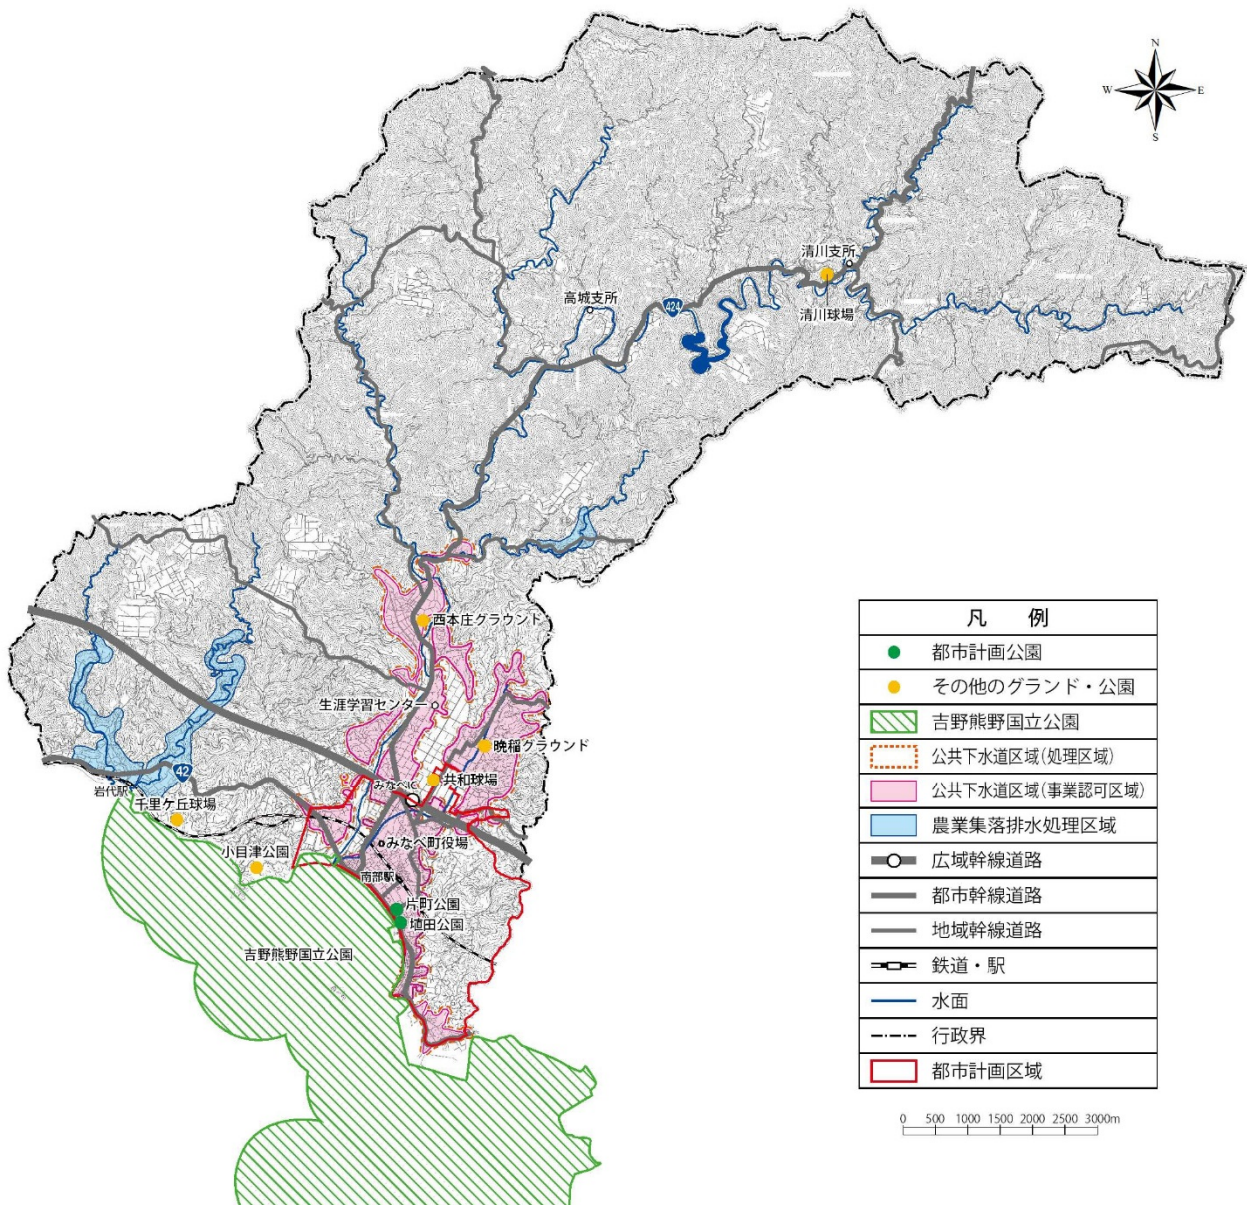 N
W E
S
清川支所
高城支所
424
清川球場
西本庄グラウンド
生涯学習センター
晩稲グラウンド
42
岩代駅
千里ケ丘球場
みなべIC
共和球場
小目津公園
みなべ町役場
南部駅
片町公園
埴田公園
吉野熊野国立公園
凡 例
都市計画公園
その他のグランド・公園
吉野熊野国立公園
公共下水道区域(処理区域)
公共下水道区域(事業認可区域)
農業集落排水処理区域
広域幹線道路
都市幹線道路
地域幹線道路
鉄道・駅
水面
行政界
都市計画区域
0 500 1000 1500 2000 2500 3000m